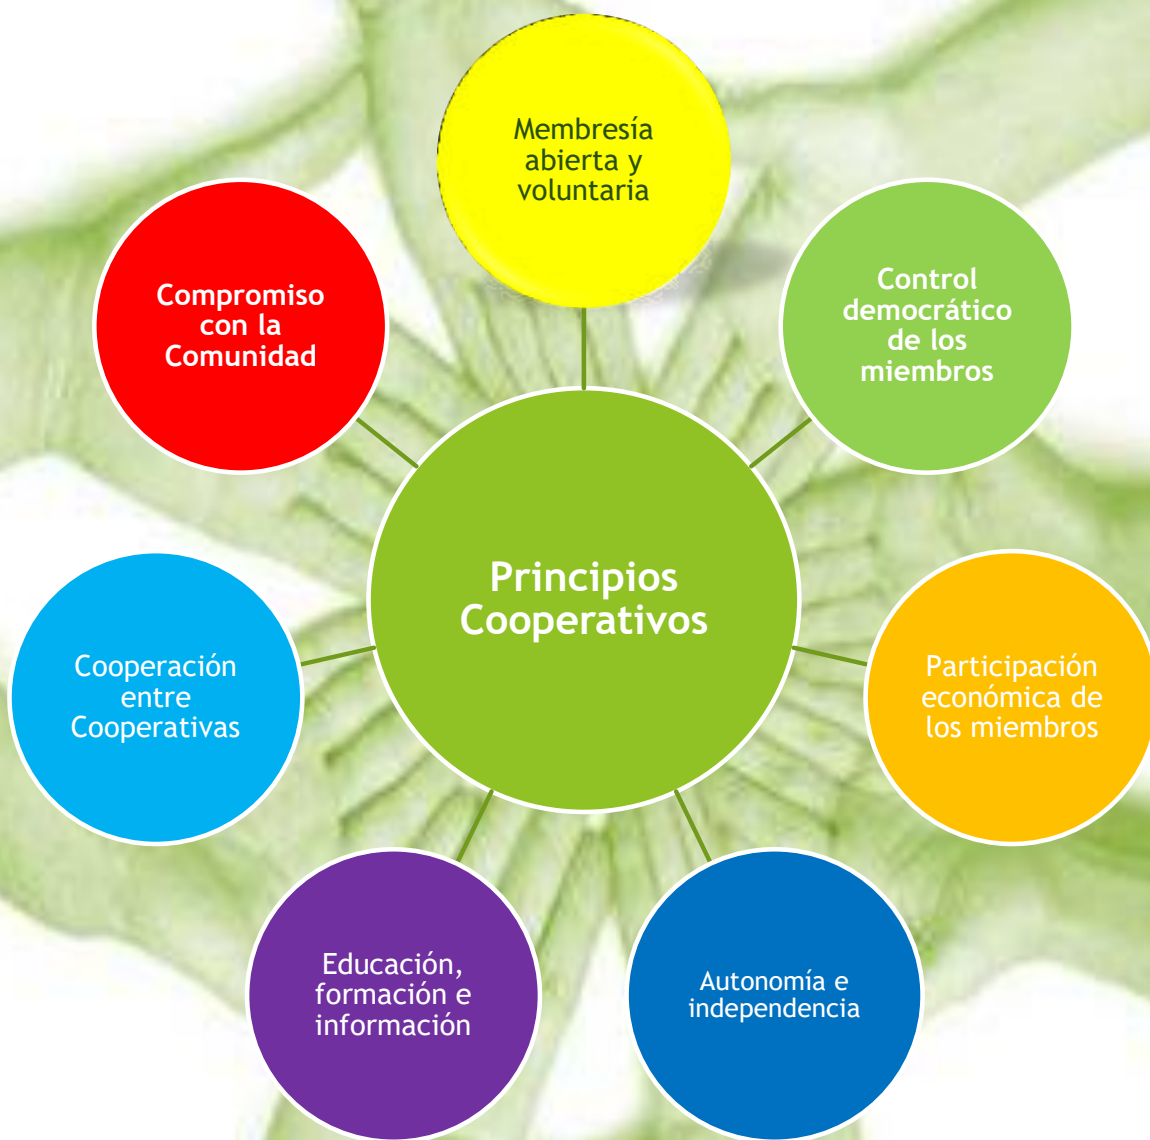 Membresía
abierta y
voluntaria
Control
democrático
de los
miembros
Participación
económica de
los miembros
Autonomía e
independencia
Educación,
formación e
información
Cooperación
entre
Cooperativas
Compromiso
con la
Comunidad
Principios
Cooperativos